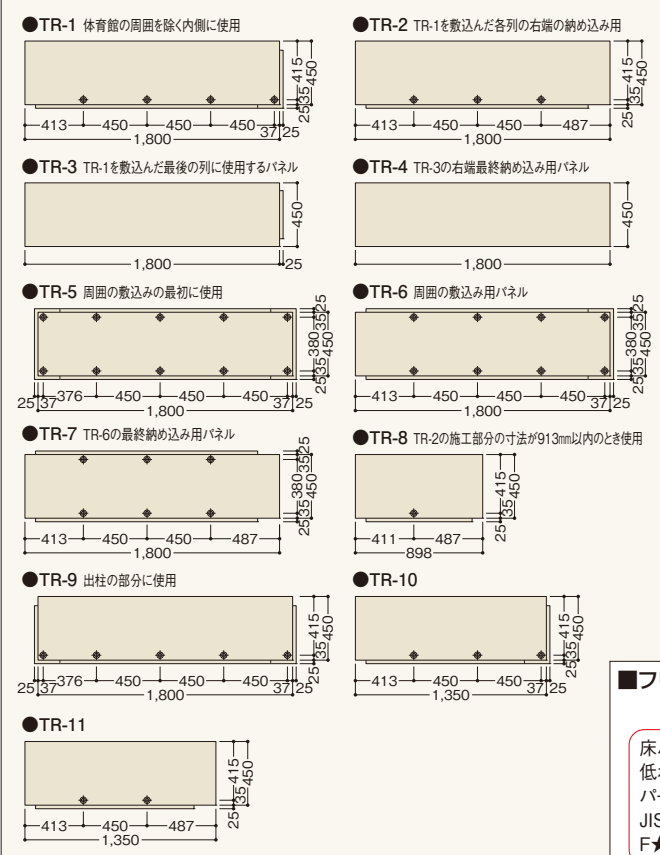 ●TR-1 体育館の周囲を除く内側に使用
415
450
35
25
413 450 450 450 37 25
1,800
●TR-2 TR-1を敷込んだ各列の右端の納め込み用
415
450
35
25
413 450 450 487
1,800
●TR-3 TR-1を敷込んだ最後の列に使用するパネル
450
1,800 25
●TR-4 TR-3の右端最終納め込み用パネル
450
1,800
●TR-5 周囲の敷込みの最初に使用
25
35
380
450
35
25
25 37 376 450 450 450 37 25
1,800
●TR-6 周囲の敷込み用パネル
25
35
380
450
35
25
413 450 450 450 37 25
1,800
●TR-7 TR-6の最終納め込み用パネル
25
35
380
450
35
25
413 450 450 487
1,800
●TR-8 TR-2の施工部分の寸法が913mm以内のとき使用
415
450
35
25
411 487
898
●TR-9 出柱の部分に使用
415
450
35
25
25 37 376 450 450 450 37 25
1,800
●TR-10
415
450
35
25
413 450 450 37 25
1,350
●TR-11
415
450
35
25
413 450 487
1,350
■フ
床
低
パ
JIS
F★